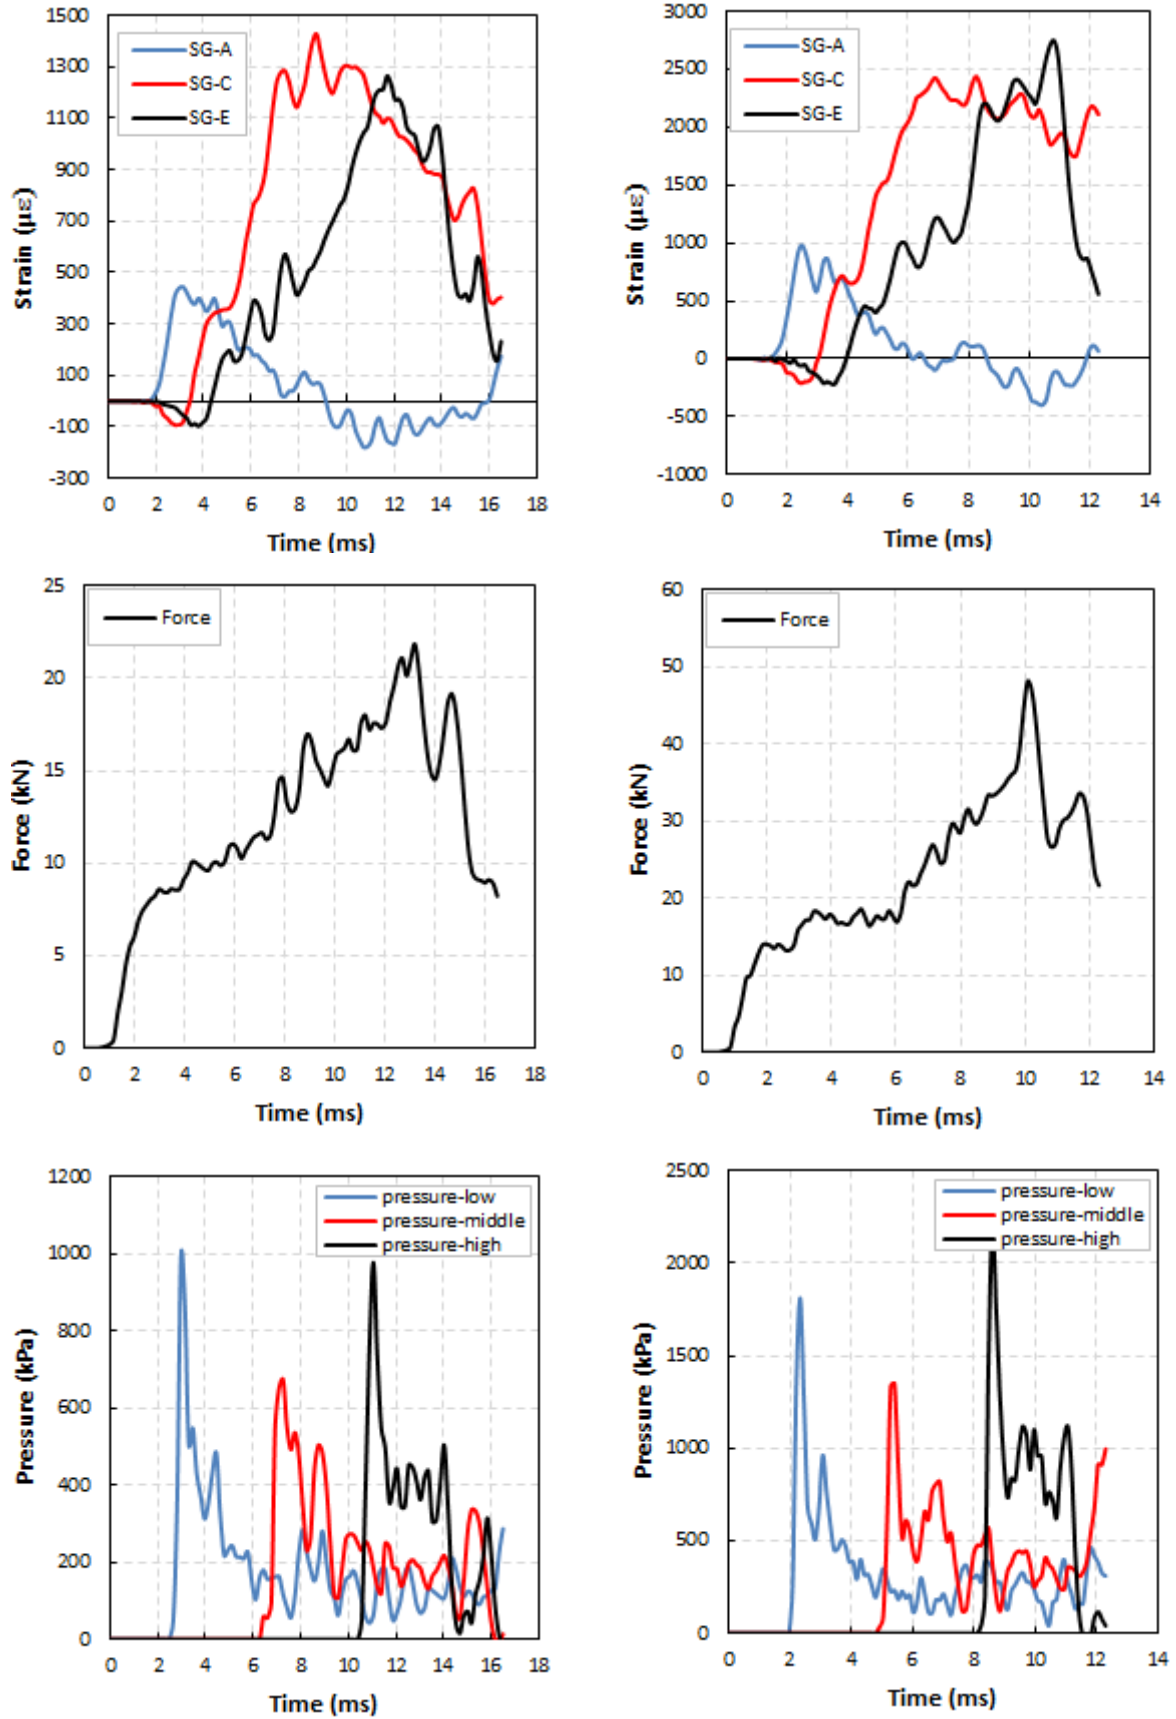 1500
1300
1100
900
700
500
300
100
-100
-300
SG-A
SG-C
SG-E
Strain (µε)
0 2 4 6 8 10 12 14 16 18
Time (ms)
3000
2500
2000
1500
1000
500
0
-500
-1000
SG-A
SG-C
SG-E
Strain (µε)
0 2 4 6 8 10 12 14
Time (ms)
25
20
15
10
5
0
Force
Force (kN)
0 2 4 6 8 10 12 14 16 18
Time (ms)
60
50
40
30
20
10
0
Force
Force (kN)
0 2 4 6 8 10 12 14
Time (ms)
1200
1000
800
600
400
200
0
pressure-low
pressure-middle
pressure-high
Pressure (kPa)
0 2 4 6 8 10 12 14 16 18
Time (ms)
2500
2000
1500
1000
500
0
pressure-low
pressure-middle
pressure-high
Pressure (kPa)
0 2 4 6 8 10 12 14
Time (ms)